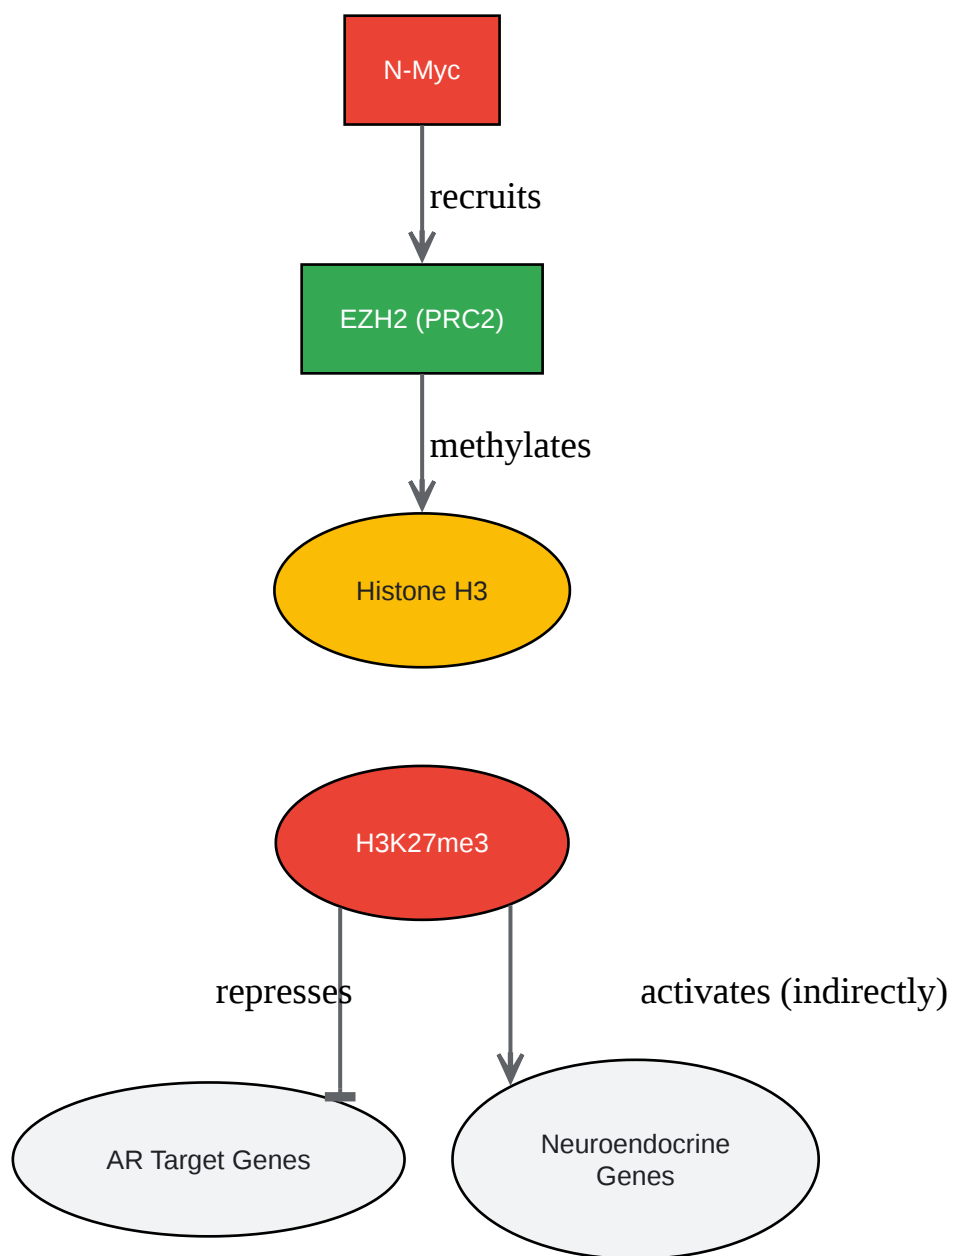 N-Myc
recruits
EZH2 (PRC2)
methylates
Histone H3
H3K27me3
represses
activates (indirectly)
AR Target Genes
Neuroendocrine
Genes